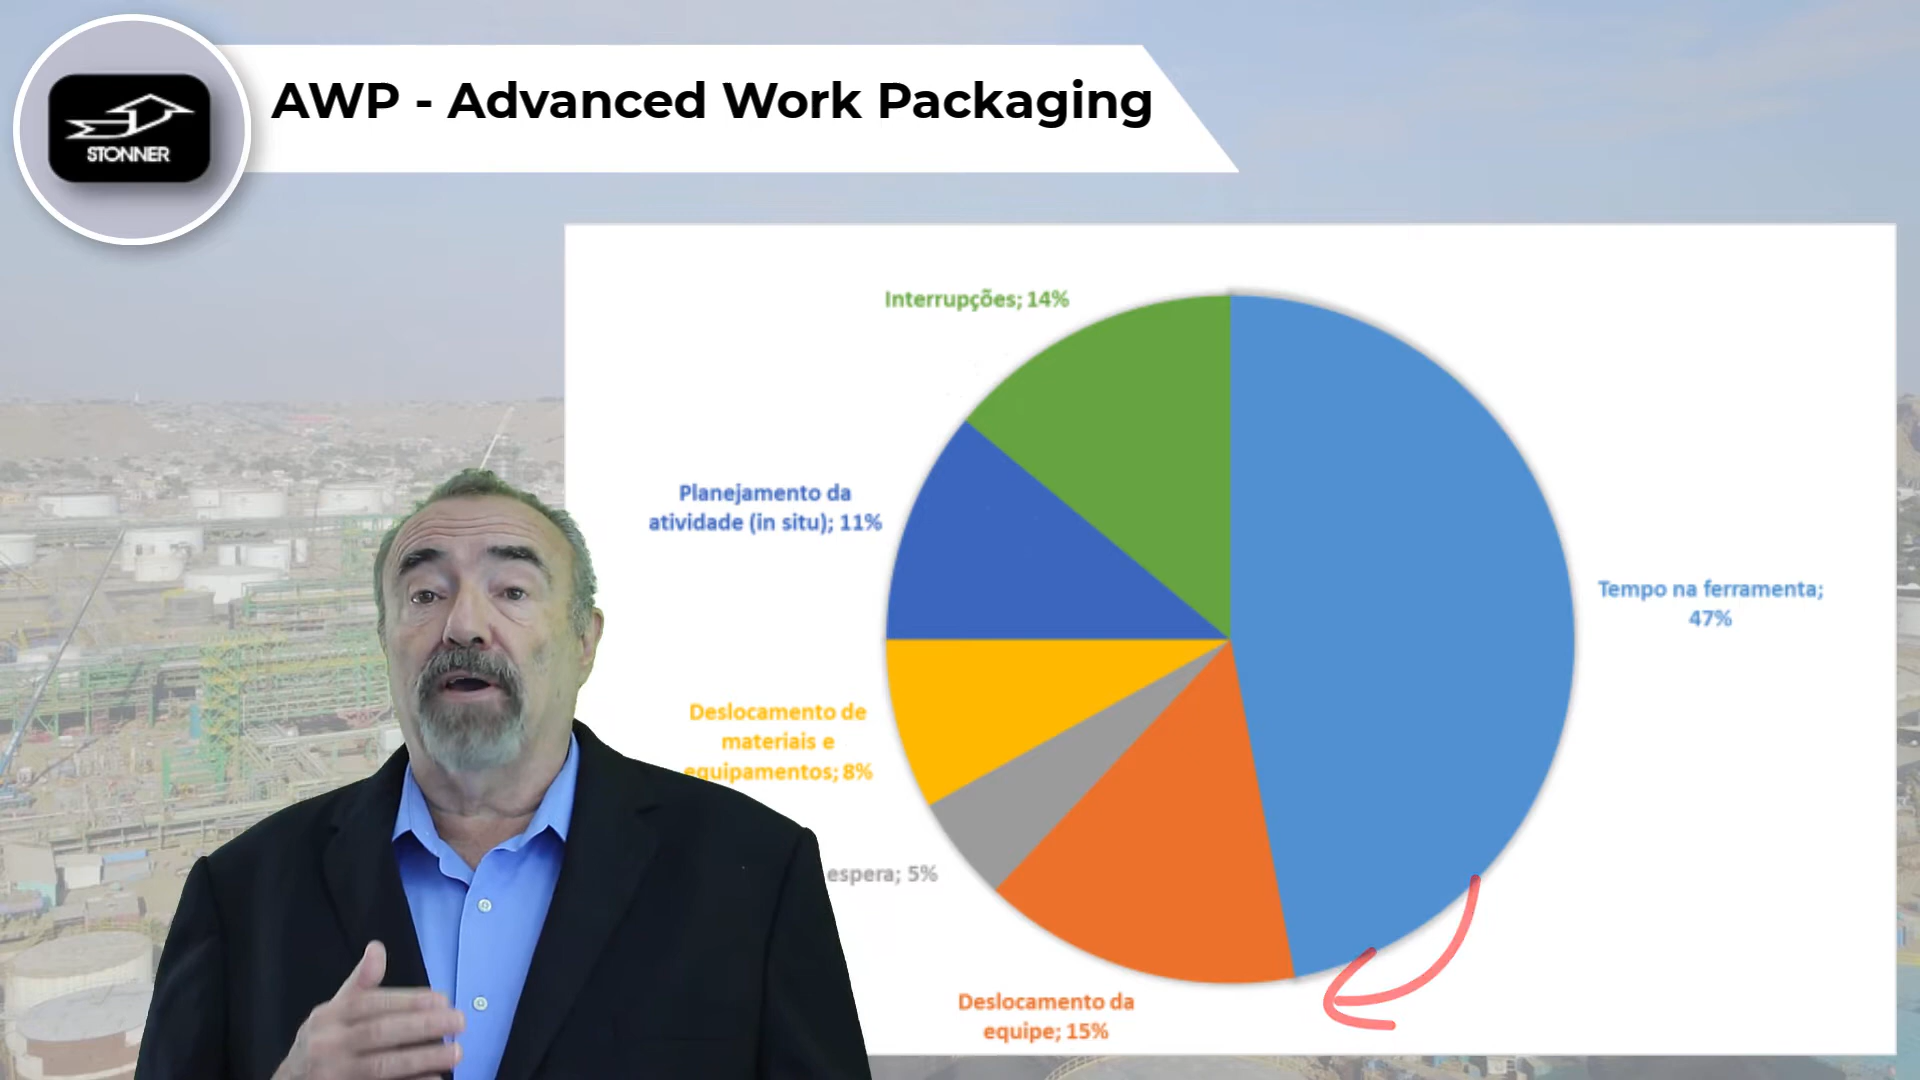 STONNER
AWP - Advanced Work Packaging
Interrupções; 14%
Planejamento da
atividade (in situ); 11%
Tempo na ferramenta;
47%
Deslocamento de
materiais e
equipamentos; 8%
espera; 5%
Deslocamento da
equipe; 15%